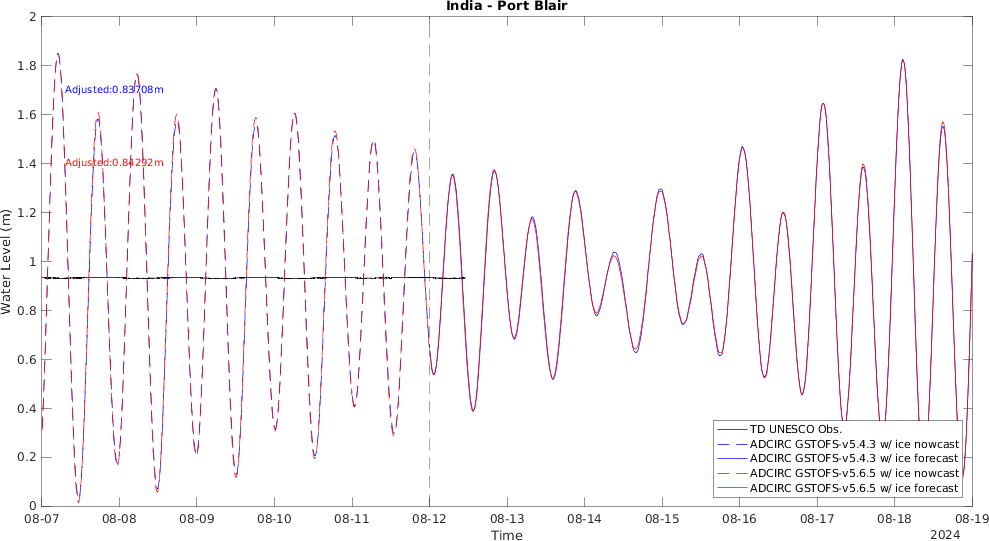 India - Port Blair
2
1.8
1.6
1.4
1.2
1
0.8
0.6
0.4
0.2
0
Water Level (m)
Adjusted:0.83708m
Adjusted:0.84292m
TD UNESCO Obs.
ADCIRC GSTOFS-v5.4.3 w/ ice nowcast
ADCIRC GSTOFS-v5.4.3 w/ ice forecast
ADCIRC GSTOFS-v5.6.5 w/ ice nowcast
ADCIRC GSTOFS-v5.6.5 w/ ice forecast
08-07 08-08 08-09 08-10 08-11 08-12 08-13 08-14 08-15 08-16 08-17 08-18 08-19
Time
2024